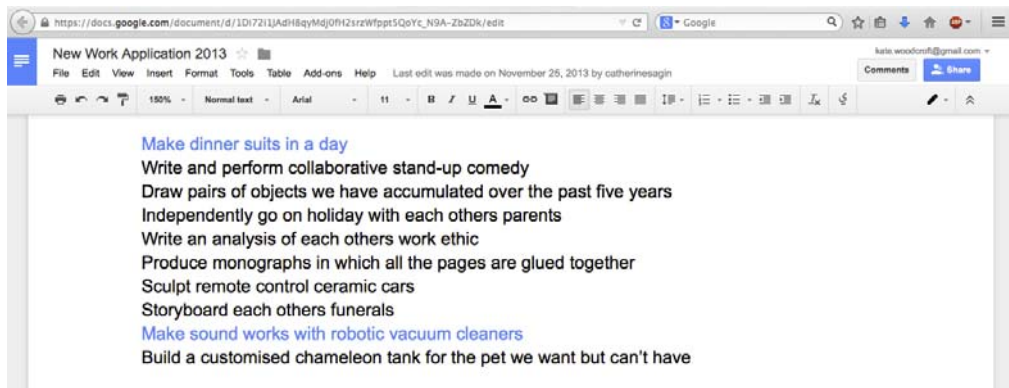 https://docs.google.com/document/d/1DI72i1JAdH8qyMdj0fH2srzWfppt5QoYc_N9A-ZbZDk/edit
Google
New Work Application 2013
kate.woodcroft@gmail.com
File Edit View Insert Format Tools Table Add-ons Help Last edit was made on November 25, 2013 by catherinesagin
Comments Share
150% Normal text Arial 11 B I U A
Make dinner suits in a day
Write and perform collaborative stand-up comedy
Draw pairs of objects we have accumulated over the past five years
Independently go on holiday with each others parents
Write an analysis of each others work ethic
Produce monographs in which all the pages are glued together
Sculpt remote control ceramic cars
Storyboard each others funerals
Make sound works with robotic vacuum cleaners
Build a customised chameleon tank for the pet we want but can't have